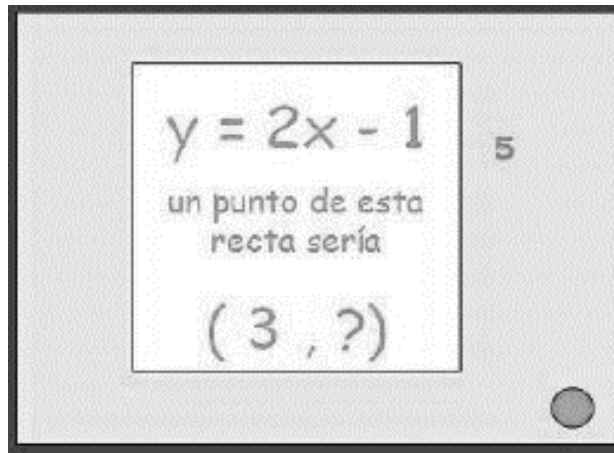 y = 2x - 1
5
un punto de esta
recta sería
( 3 , ?)